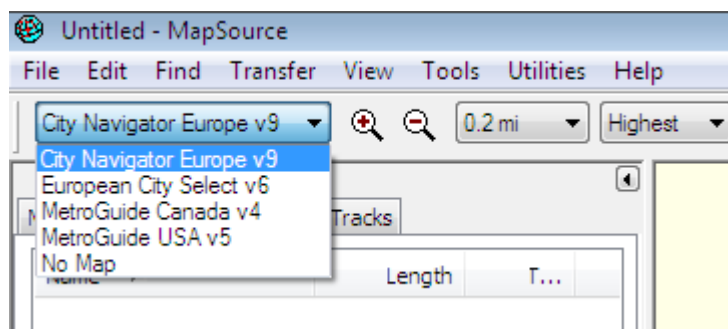 Untitled - MapSource
File Edit Find Transfer View Tools Utilities Help
City Navigator Europe v9 0.2 mi Highest
City Navigator Europe v9
European City Select v6
MetroGuide Canada v4
MetroGuide USA v5
No Map
Tracks
Length T...